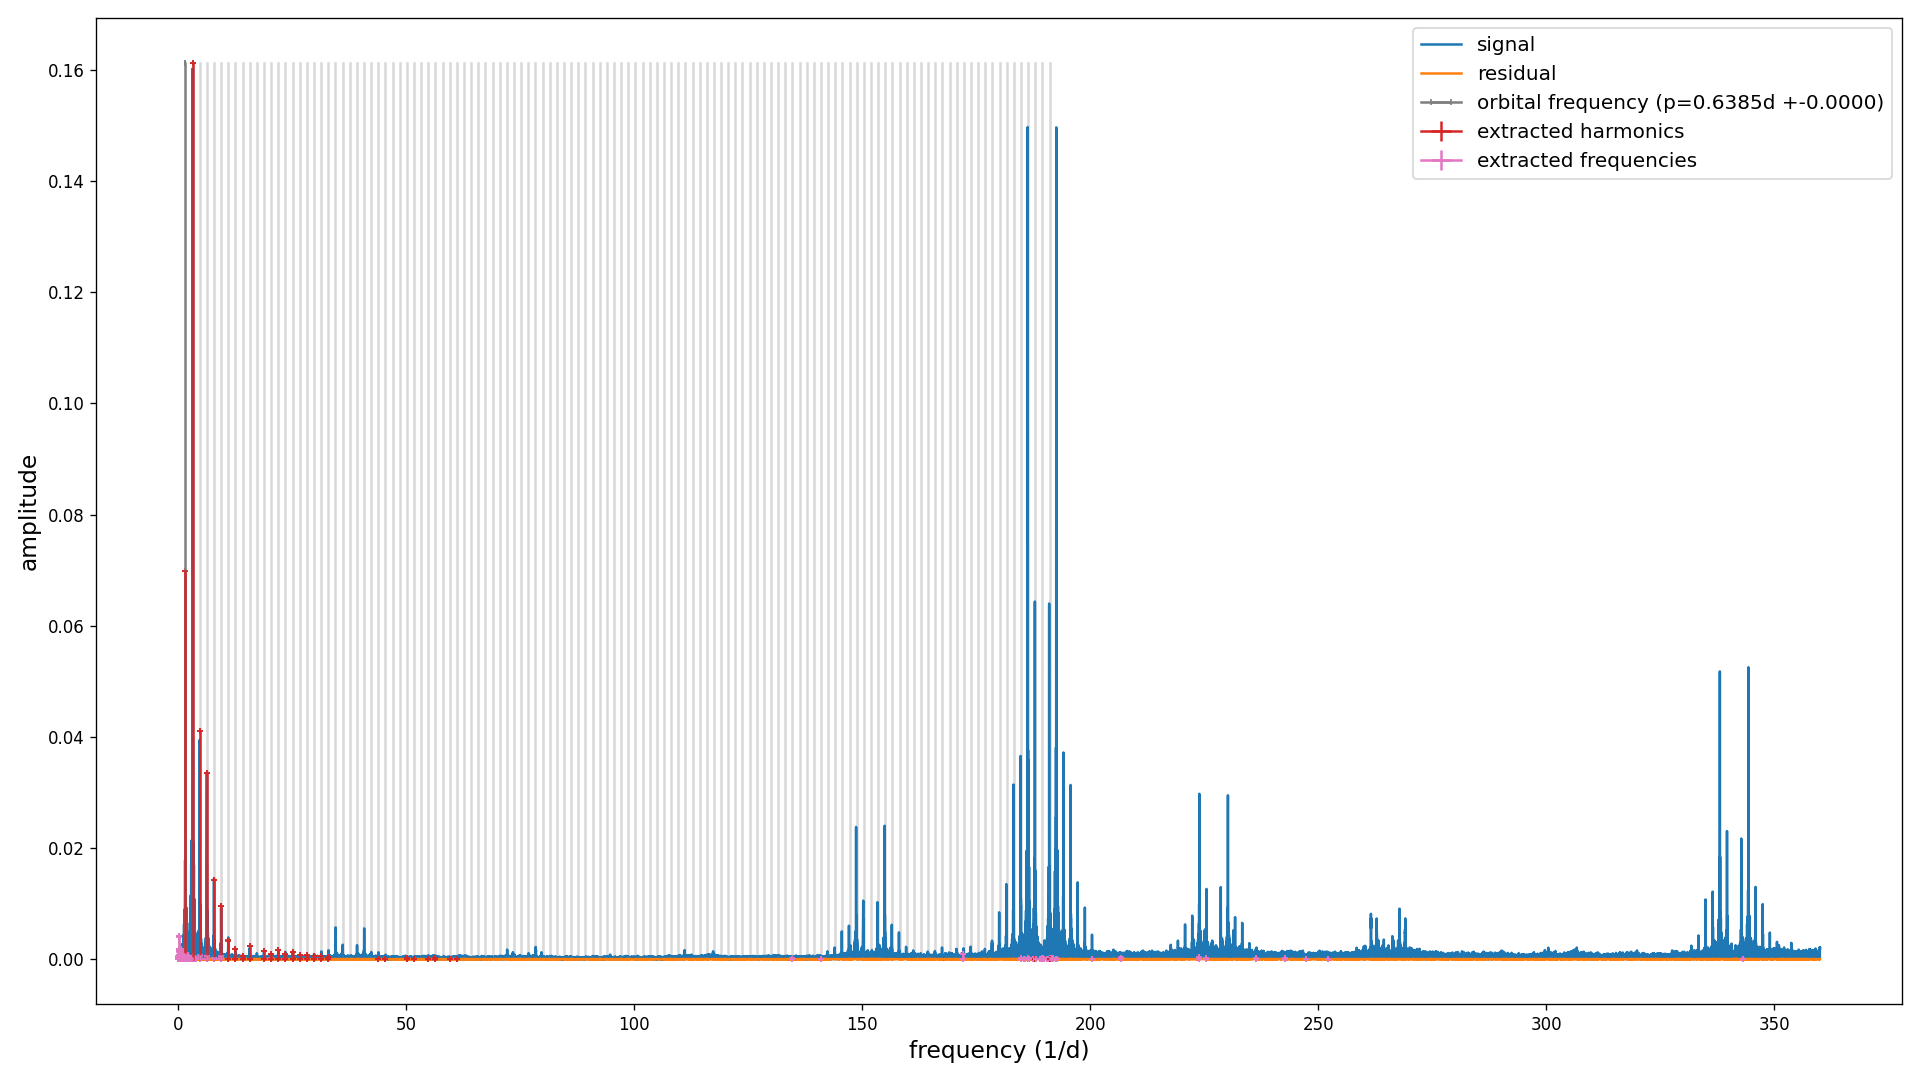 signal
residual
orbital frequency (p=0.6385d +-0.0000)
extracted harmonics
extracted frequencies
0.16
0.14
0.12
0.10
0.08
0.06
0.04
0.02
0.00
amplitude
0 50 100 150 200 250 300 350
frequency (1/d)